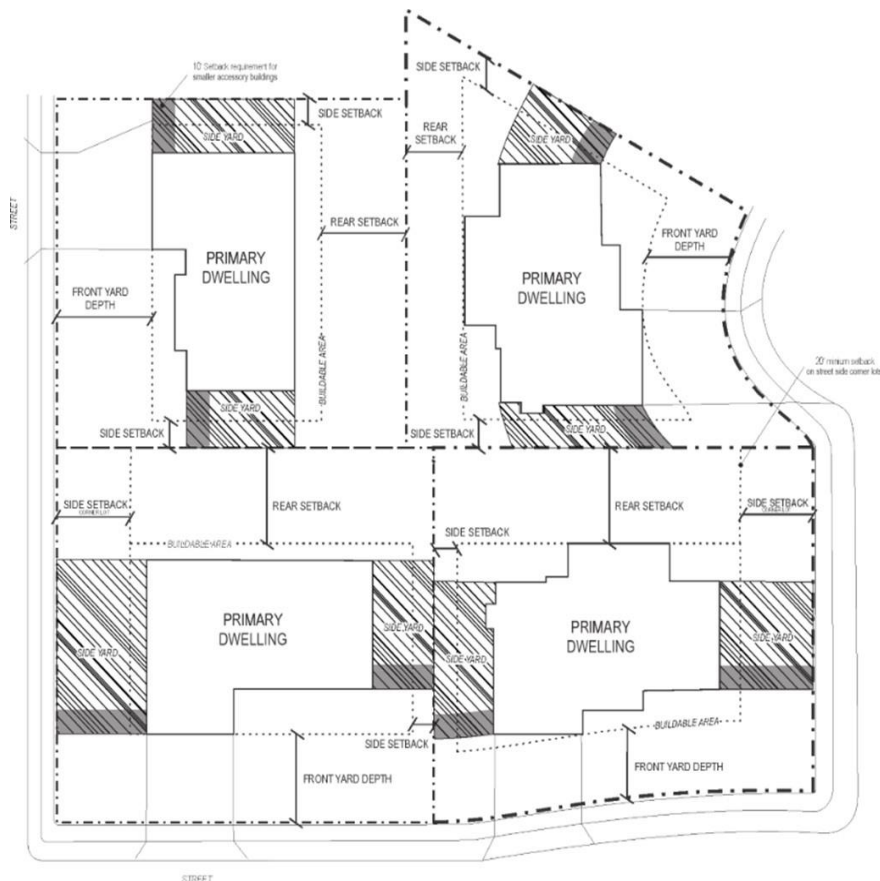 10' Setback requirement for
smaller accessory buildings
SIDE SETBACK
SIDE SETBACK
SIDE YARD
REAR
SETBACK
SIDE YARD
STREET
REAR SETBACK
PRIMARY
DWELLING
FRONT YARD
DEPTH
PRIMARY
DWELLING
FRONT YARD
DEPTH
BUILDABLE AREA
BUILDABLE AREA
20' minium setback
on street side corner lots
SIDE YARD
SIDE SETBACK
SIDE YARD
SIDE SETBACK
SIDE SETBACK
CORNER LOT
REAR SETBACK
REAR SETBACK
SIDE SETBACK
CORNER LOT
BUILDABLE AREA
SIDE SETBACK
PRIMARY
DWELLING
PRIMARY
DWELLING
SIDE YARD
SIDE YARD
SIDE YARD
SIDE YARD
BUILDABLE AREA
SIDE SETBACK
FRONT YARD DEPTH
FRONT YARD DEPTH
STREET